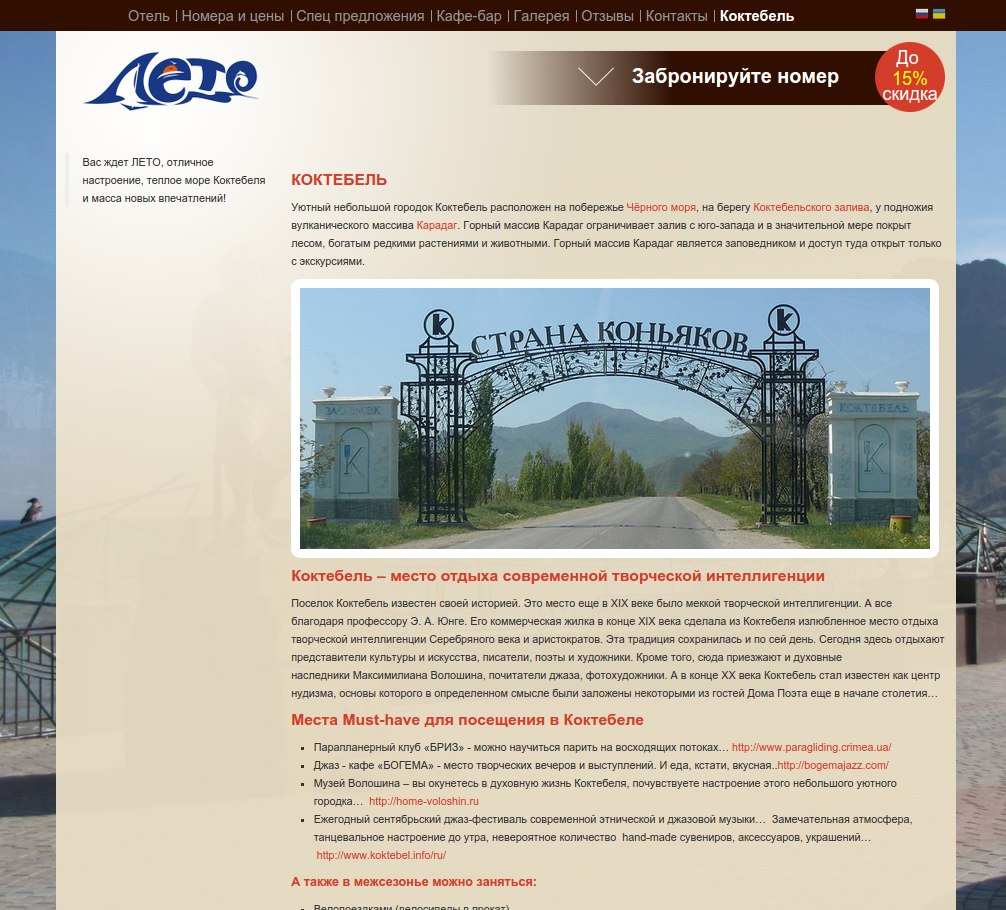 Отель | Номера и цены | Спец предложения | Кафе-бар | Галерея | Отзывы | Контакты | Коктебель
Лето
Забронируйте номер
До
15%
скидка
Вас ждет ЛЕТО, отличное
настроение, теплое море Коктебеля
и масса новых впечатлений!
КОКТЕБЕЛЬ
Уютный небольшой городок Коктебель расположен на побережье Чёрного моря, на берегу Коктебельского залива, у подножия
вулканического массива Карадаг. Горный массив Карадаг ограничивает залив с юго-запада и в значительной мере покрыт
лесом, богатым редкими растениями и животными. Горный массив Карадаг является заповедником и доступ туда открыт только
с экскурсиями.
СТРАНА КОНЬЯКОВ
k
k
КОКТЕБЕЛЬ
K
K
Коктебель – место отдыха современной творческой интеллигенции
Поселок Коктебель известен своей историей. Это место еще в XIX веке было меккой творческой интеллигенции. А все
благодаря профессору Э. А. Юнге. Его коммерческая жилка в конце XIX века сделала из Коктебеля излюбленное место отдыха
творческой интеллигенции Серебряного века и аристократов. Эта традиция сохранилась и по сей день. Сегодня здесь отдыхают
представители культуры и искусства, писатели, поэты и художники. Кроме того, сюда приезжают и духовные
наследники Максимилиана Волошина, почитатели джаза, фотохудожники. А в конце XX века Коктебель стал известен как центр
нудизма, основы которого в определенном смысле были заложены некоторыми из гостей Дома Поэта еще в начале столетия…
Места Must-have для посещения в Коктебеле
Парапланерный клуб «БРИЗ» - можно научиться парить на восходящих потоках… http://www.paragliding.crimea.ua/
Джаз - кафе «БОГЕМА» - место творческих вечеров и выступлений. И еда, кстати, вкусная..http://bogemajazz.com/
Музей Волошина – вы окунетесь в духовную жизнь Коктебеля, почувствуете настроение этого небольшого уютного
городка… http://home-voloshin.ru
Ежегодный сентябрьский джаз-фестиваль современной этнической и джазовой музыки… Замечательная атмосфера,
танцевальное настроение до утра, невероятное количество hand-made сувениров, аксессуаров, украшений…
http://www.koktebel.info/ru/
А также в межсезонье можно заняться:
Велопоездками (велосипеды в прокат)